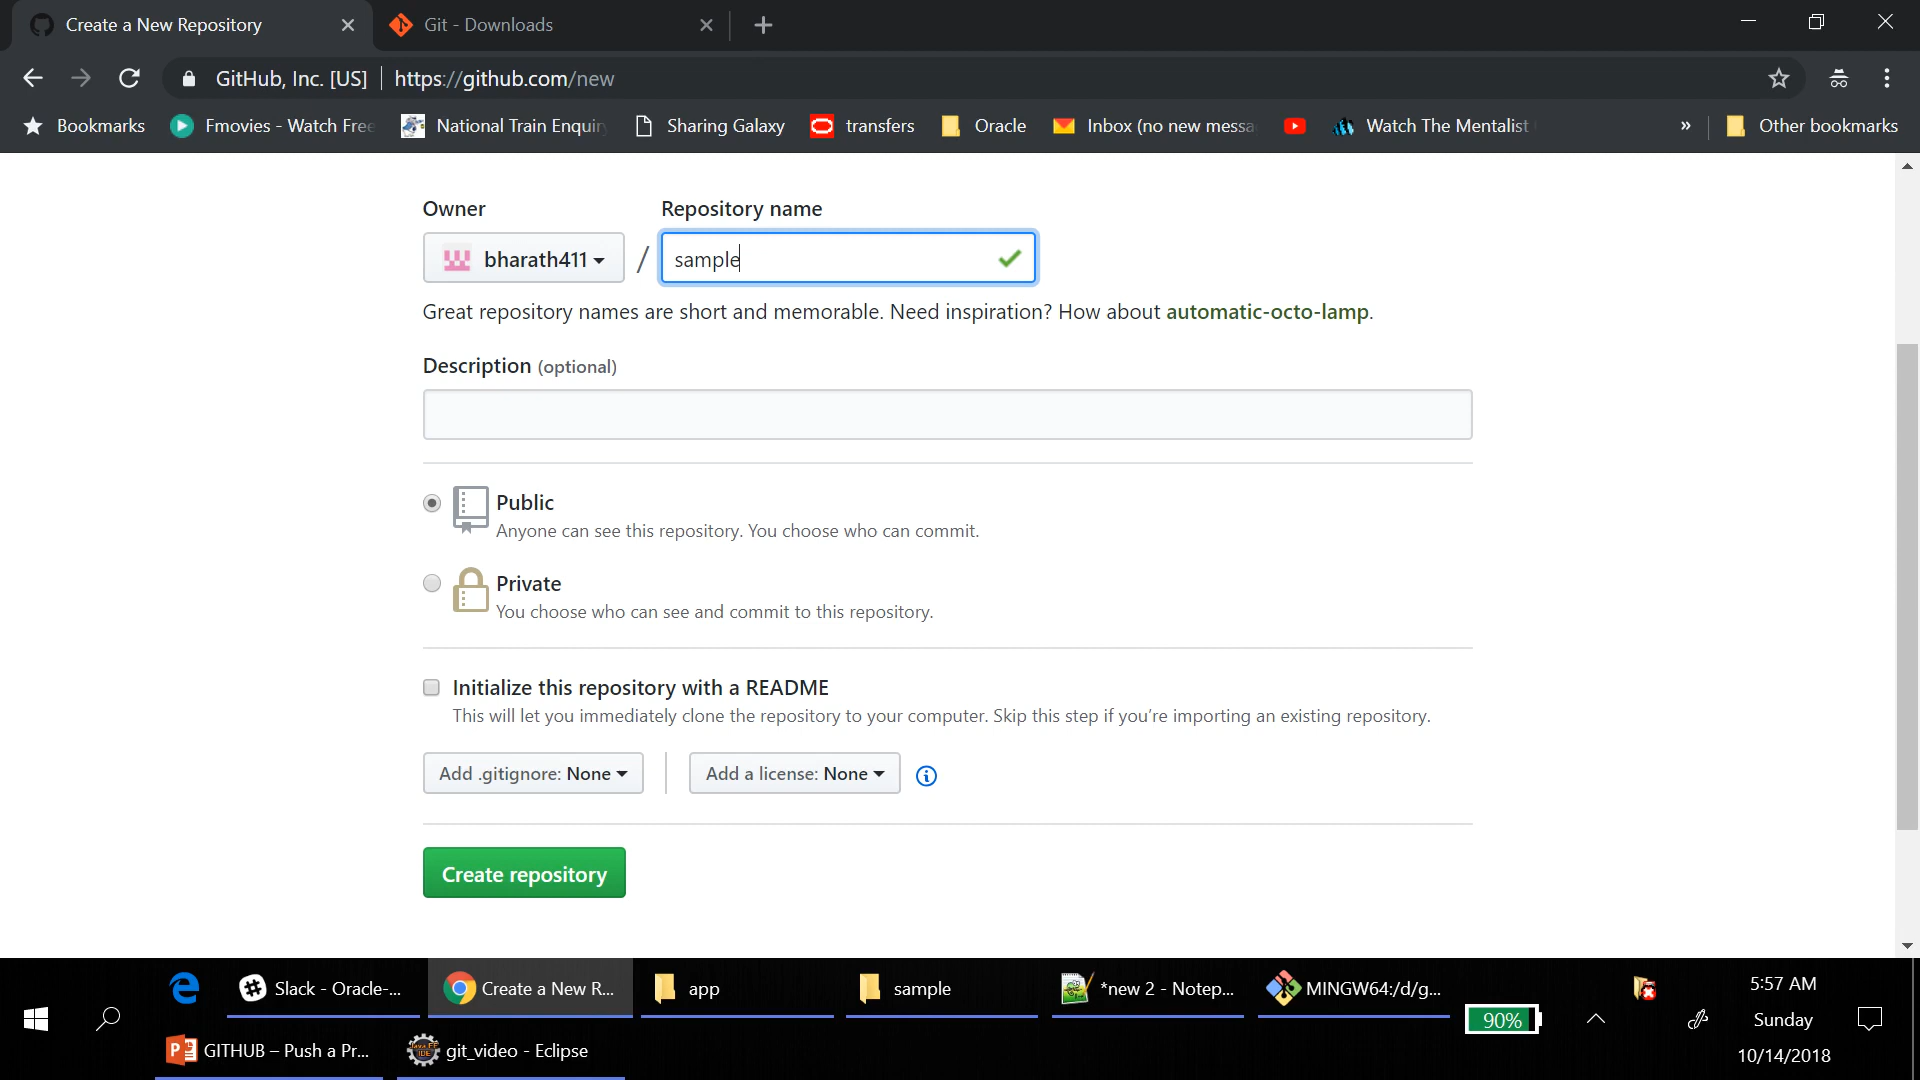 Create a New Repository
Git - Downloads
GitHub, Inc. [US] | https://github.com/new
Bookmarks
Fmovies - Watch Free
National Train Enquir
Sharing Galaxy
transfers
Oracle
Inbox (no new messa
Watch The Mentalist
»
Other bookmarks
Owner
Repository name
bharath411
/
sample
Great repository names are short and memorable. Need inspiration? How about automatic-octo-lamp.
Description (optional)
Public
Anyone can see this repository. You choose who can commit.
Private
You choose who can see and commit to this repository.
Initialize this repository with a README
This will let you immediately clone the repository to your computer. Skip this step if you're importing an existing repository.
Add .gitignore: None
Add a license: None
Create repository
Slack - Oracle-...
Create a New R...
app
sample
*new 2 - Notep...
MINGW64:/d/g...
90%
5:57 AM
Sunday
10/14/2018
GITHUB – Push a Pr...
git_video - Eclipse